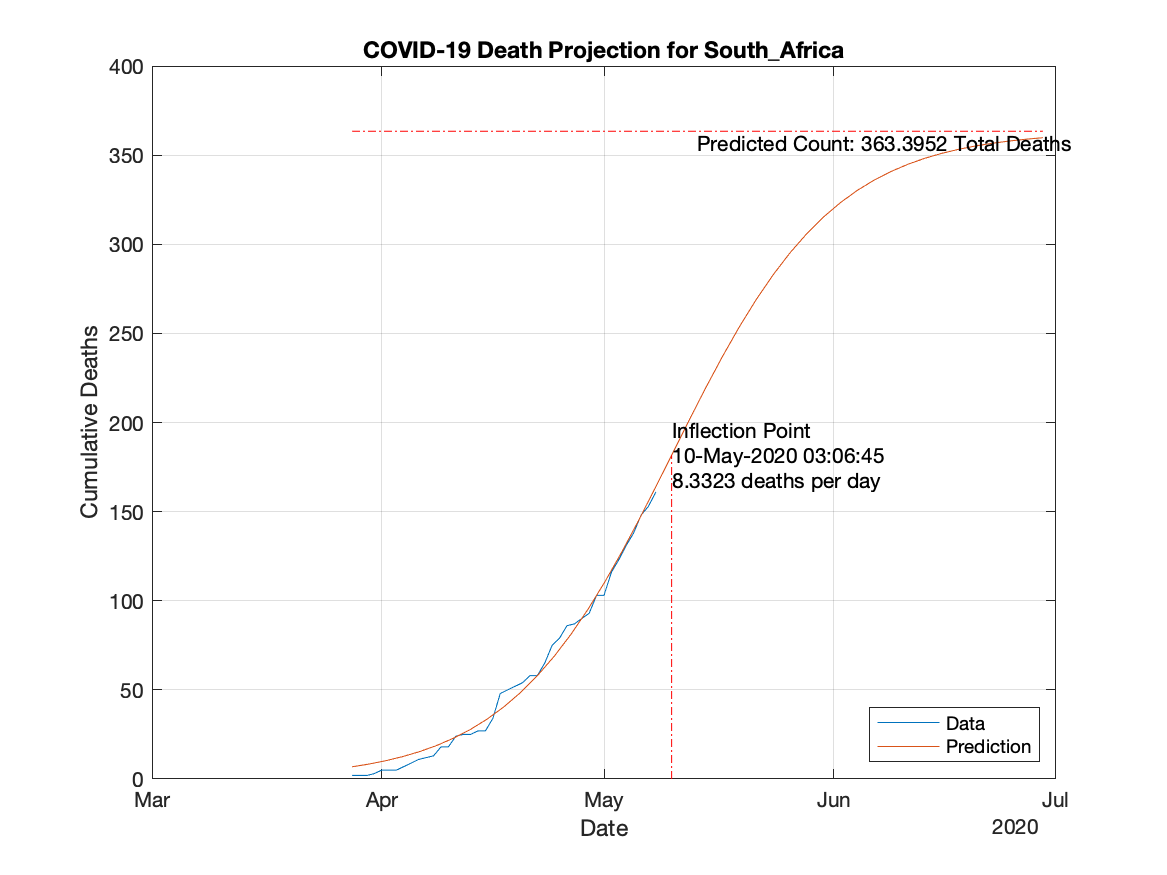 COVID-19 Death Projection for South_Africa
400
350
300
250
200
150
100
50
0
Cumulative Deaths
Predicted Count: 363.3952 Total Deaths
Inflection Point
10-May-2020 03:06:45
8.3323 deaths per day
Data
Prediction
Mar Apr May Jun Jul
Date
2020